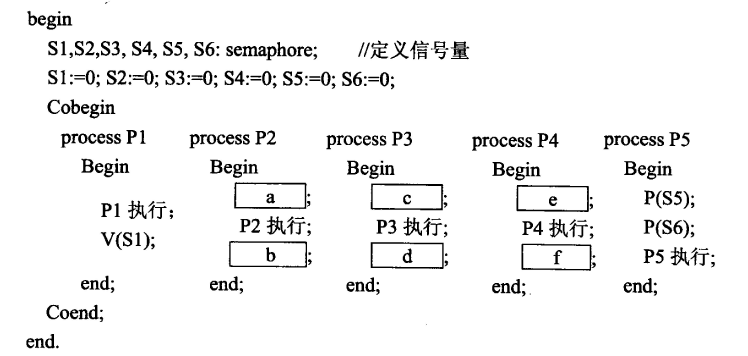 begin
S1,S2,S3, S4, S5, S6: semaphore; //定义信号量
S1:=0; S2:=0; S3:=0; S4:=0; S5:=0; S6:=0;
Cobegin
process P1 process P2 process P3 process P4 process P5
Begin Begin Begin Begin Begin
a ; c ; e ; P(S5);
P1 执行; P2 执行; P3 执行; P4 执行; P(S6);
V(S1); b ; d ; f ; P5 执行;
end; end; end; end; end;
Coend;
end.